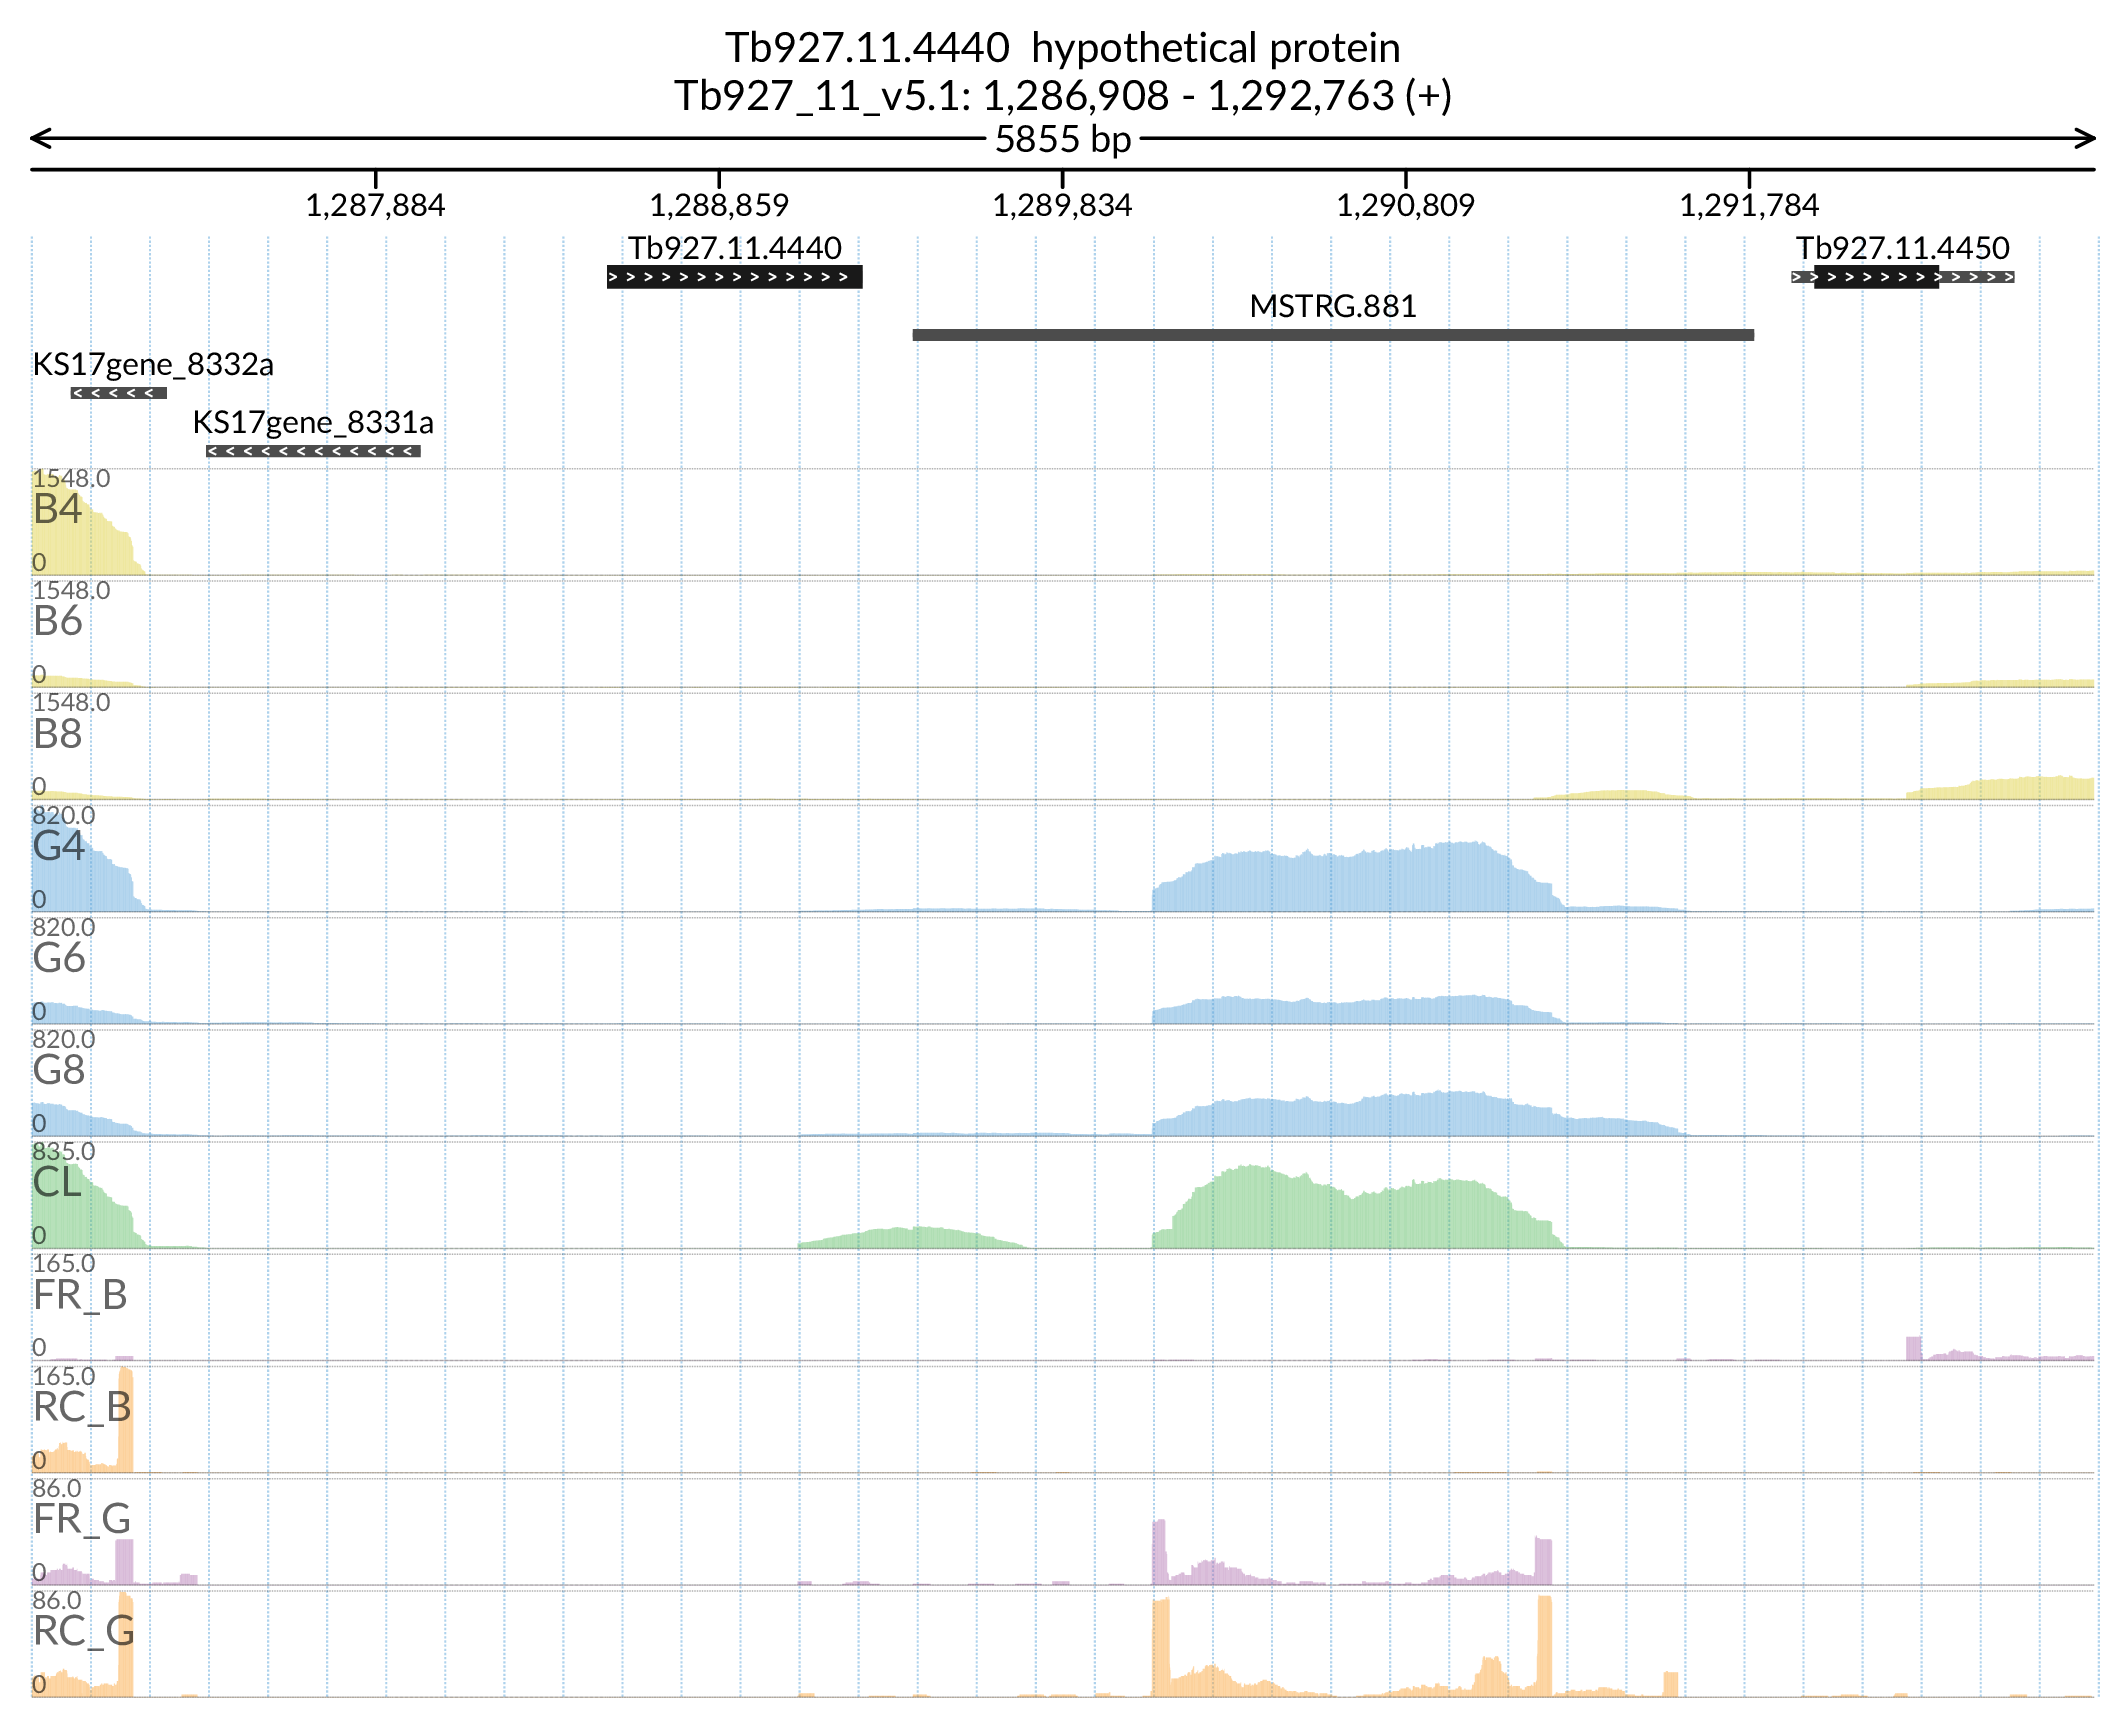 Tb927.11.4440  hypothetical protein
Tb927_11_v5.1: 1,286,908 - 1,292,763 (+)
5855 bp
1,287,884 1,288,859 1,289,834 1,290,809 1,291,784
Tb927.11.4440 Tb927.11.4450
MSTRG.881
KS17gene_8332a
KS17gene_8331a
1548.0
B4
0
1548.0
B6
0
1548.0
B8
0
820.0
G4
0
820.0
G6
0
820.0
G8
0
835.0
CL
0
165.0
FR_B
0
165.0
RC_B
0
86.0
FR_G
0
86.0
RC_G
0